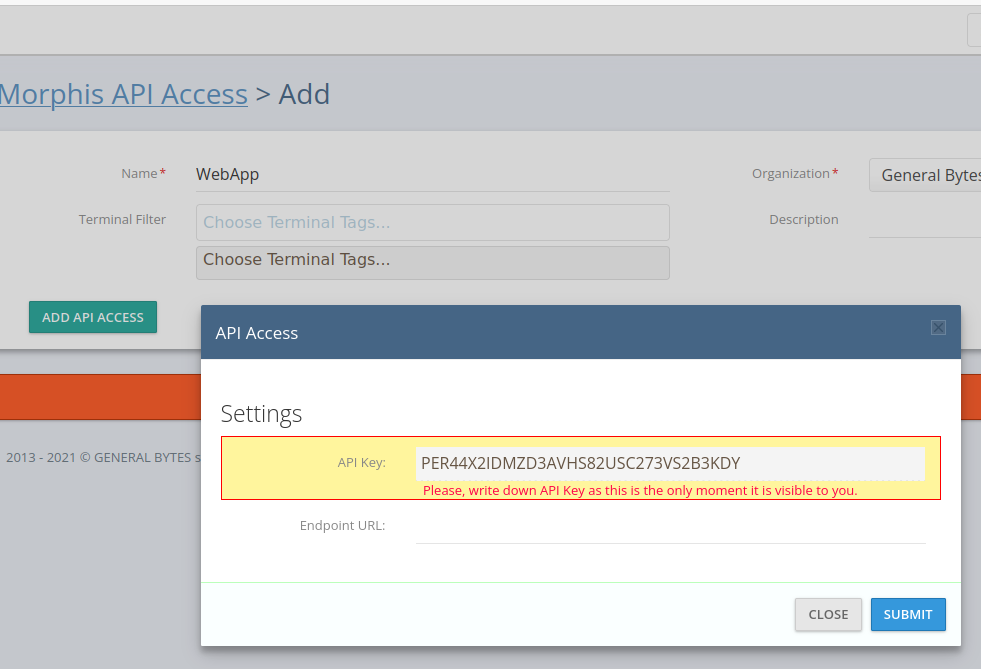 Morphis API Access > Add
Name* WebApp Organization* General Bytes
Terminal Filter Choose Terminal Tags... Description
Choose Terminal Tags...
ADD API ACCESS
API Access
Settings
API Key: PER44X2IDMZD3AVHS82USC273VS2B3KDY
Please, write down API Key as this is the only moment it is visible to you.
Endpoint URL:
2013 - 2021 © GENERAL BYTES s
CLOSE SUBMIT